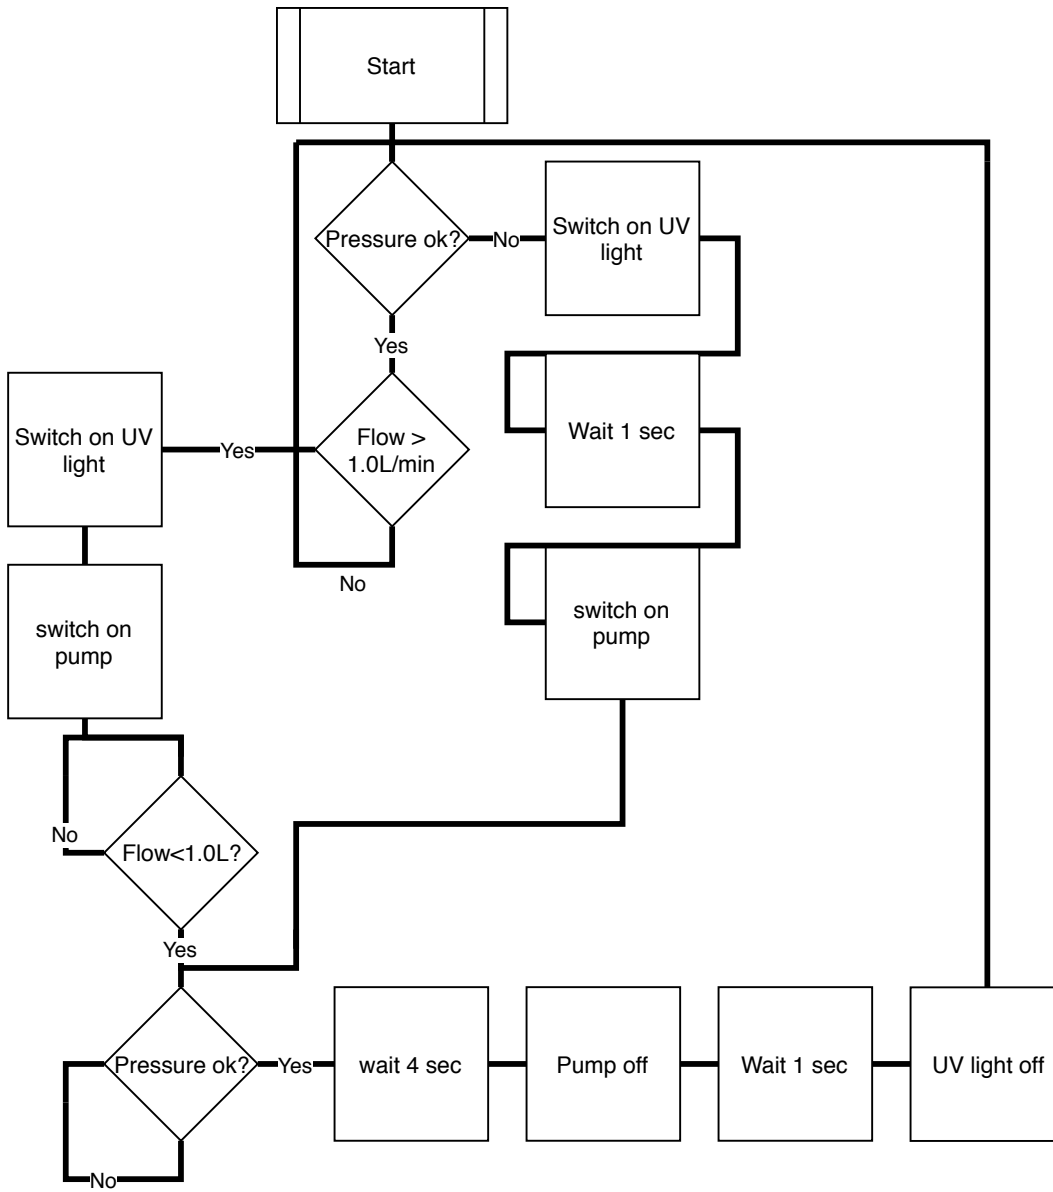 Start
Pressure ok?
No
Switch on UV
light
Yes
Flow >
1.0L/min
Yes
No
Switch on UV
light
switch on
pump
Wait 1 sec
switch on
pump
No
Flow<1.0L?
Yes
Pressure ok?
No
Yes
wait 4 sec
Pump off
Wait 1 sec
UV light off